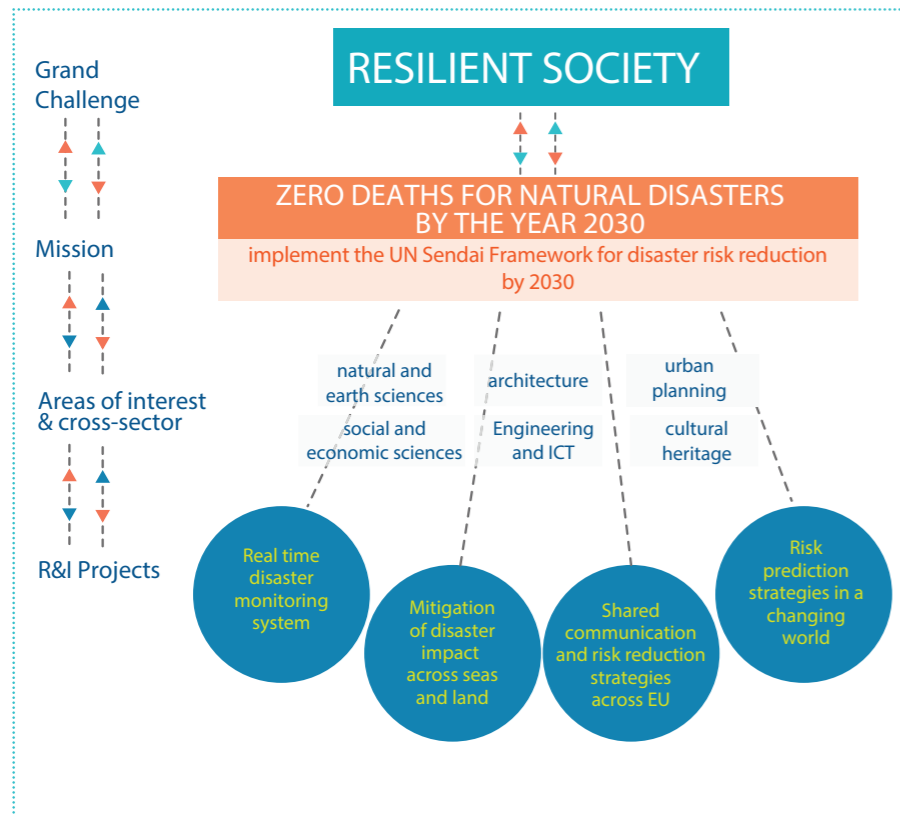 Grand
Challenge
RESILIENT SOCIETY
ZERO DEATHS FOR NATURAL DISASTERS
BY THE YEAR 2030
Mission
implement the UN Sendai Framework for disaster risk reduction
by 2030
Areas of interest
& cross-sector
natural and
earth sciences
architecture
urban
planning
social and
economic sciences
Engineering
and ICT
cultural
heritage
R&I Projects
Real time
disaster
monitoring
system
Mitigation
of disaster
impact
across seas
and land
Shared
communication
and risk reduction
strategies
across EU
Risk
prediction
strategies in a
changing
world